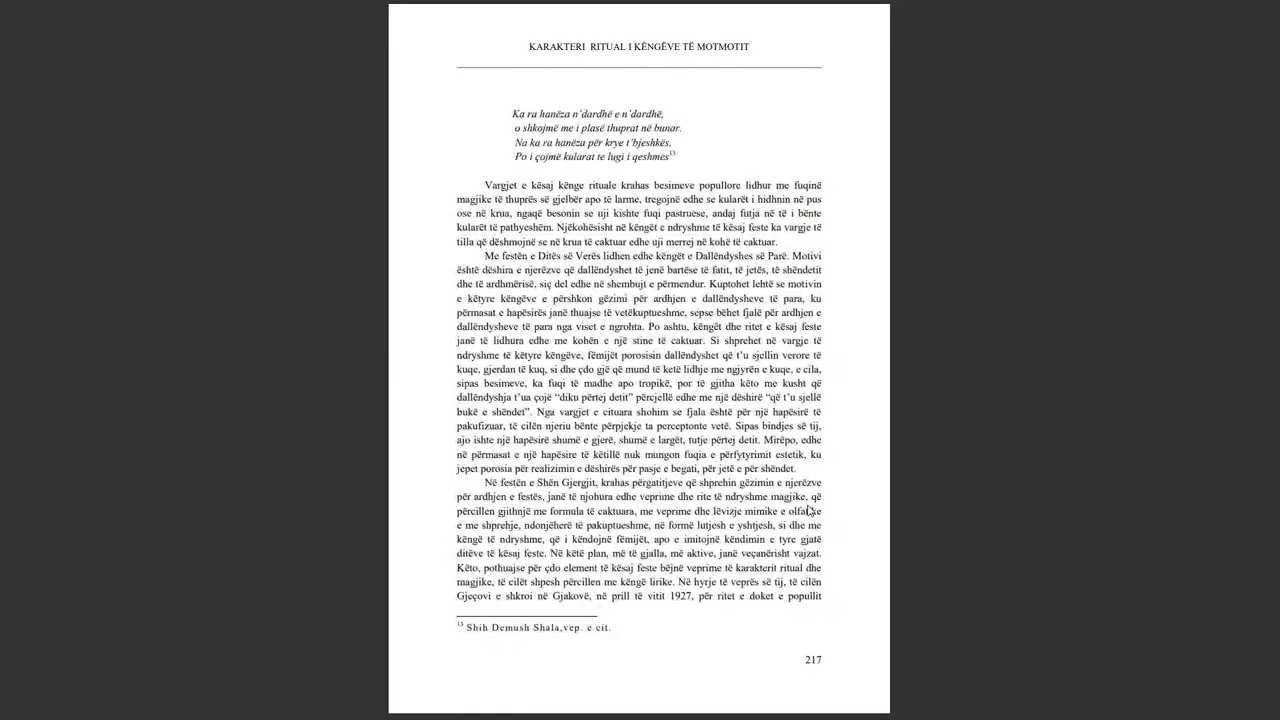 KARAKTERI RITUAL I KËNGËVE TË MOTMOTIT
Ka ra hanëza n'dardhë e n'dardhë,
o shkojmë me i plasë thuprat në bunar.
Na ka ra hanëza për krye t'bjeshkës.
Po i çojmë kularat te lugi i qeshmes13
Vargjet e kësaj kënge rituale krahas besimeve popullore lidhur me fuqinë
magjike të thuprës së gjelbër apo të larme, tregojnë edhe se kularët i hidhnin në pus
ose në krua, ngaqë besonin se uji kishte fuqi pastruese, andaj futja në të i bënte
kularët të pathyeshëm. Njëkohësisht në këngët e ndryshme të kësaj feste ka vargje të
tilla që dëshmojnë se në krua të caktuar edhe uji merrej në kohë të caktuar.
Me festën e Ditës së Verës lidhen edhe këngët e Dallëndyshes së Parë. Motivi
është dëshira e njerëzve që dallëndyshet të jenë bartëse të fatit, të jetës, të shëndetit
dhe të ardhmërisë, siç del edhe në shembujt e përmendur. Kuptohet lehtë se motivin
e këtyre këngëve e përshkon gëzimi për ardhjen e dallëndysheve të para, ku
përmasat e hapësirës janë thuajse të vetëkuptueshme, sepse bëhet fjalë për ardhjen e
dallëndysheve të para nga viset e ngrohta. Po ashtu, këngët dhe ritet e kësaj feste
janë të lidhura edhe me kohën e një stine të caktuar. Si shprehet në vargje të
ndryshme të këtyre këngëve, fëmijët porosisin dallëndyshet që t'u sjellin verore të
kuqe, gjerdan të kuq, si dhe çdo gjë që mund të ketë lidhje me ngjyrën e kuqe, e cila,
sipas besimeve, ka fuqi të madhe apo tropikë, por të gjitha këto me kusht që
dallëndyshja t'ua çojë “diku përtej detit” përcjellë edhe me një dëshirë “që t'u sjellë
bukë e shëndet”. Nga vargjet e cituara shohim se fjala është për një hapësirë të
pakufizuar, të cilën njeriu bënte përpjekje ta perceptonte vetë. Sipas bindjes së tij,
ajo ishte një hapësirë shumë e gjerë, shumë e largët, tutje përtej detit. Mirëpo, edhe
në përmasat e një hapësire të këtillë nuk mungon fuqia e përfytyrimit estetik, ku
jepet porosia për realizimin e dëshirës për pasje e begati, për jetë e për shëndet.
Në festën e Shën Gjergjit, krahas përgatitjeve që shprehin gëzimin e njerëzve
për ardhjen e festës, janë të njohura edhe veprime dhe rite të ndryshme magjike, që
përcillen gjithnjë me formula të caktuara, me veprime dhe lëvizje mimike e
e me shprehje, ndonjëherë të pakuptueshme, në formë lutjesh e yshtjesh, si dhe me
këngë të ndryshme, që i këndojnë fëmijët, apo e imitojnë këndimin e tyre gjatë
ditëve të kësaj feste. Në këtë plan, më të gjalla, më aktive, janë veçanërisht vajzat.
Këto, pothuajse për çdo element të kësaj feste bëjnë veprime të karakterit ritual dhe
magjike, të cilët shpesh përcillen me këngë lirike. Në hyrje të veprës së tij, të cilën
Gjeçovi e shkroi në Gjakovë, në prill të vitit 1927, për ritet e doket e popullit
13 Shih Demush Shala,vep. e cit.
217